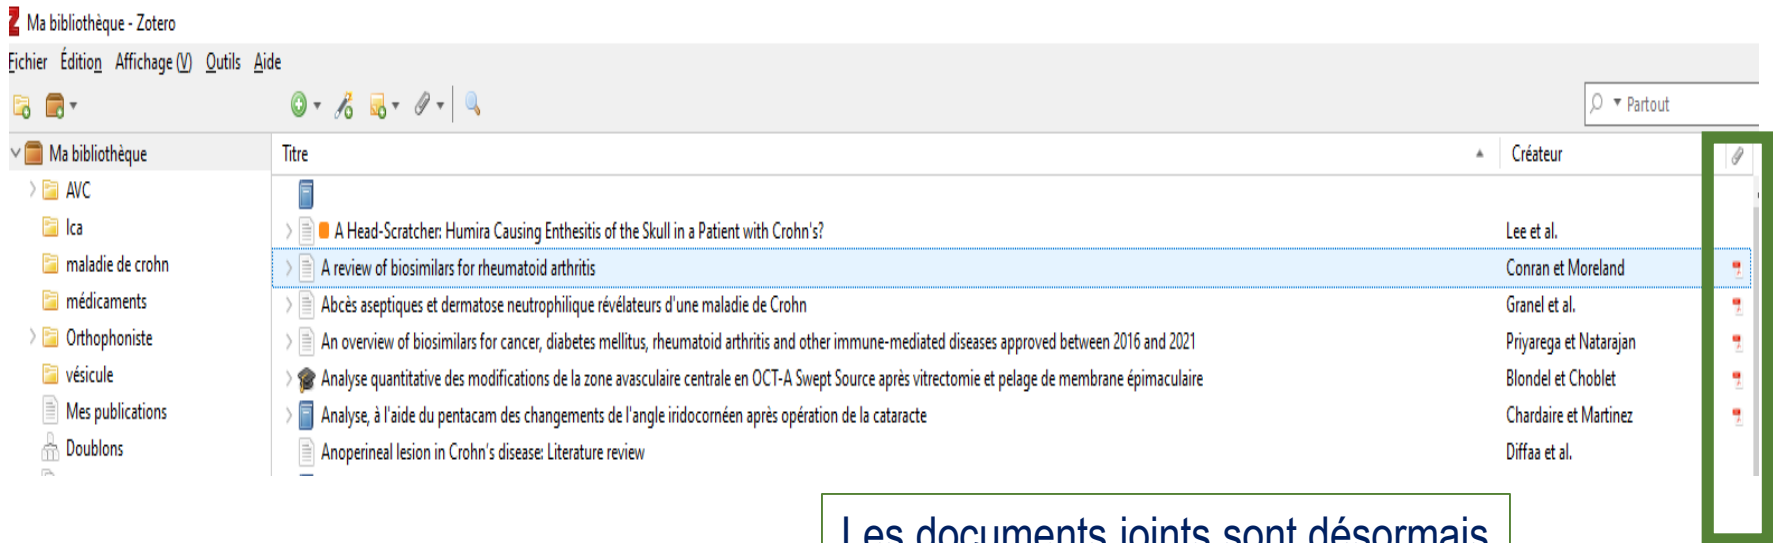 Ma bibliothèque - Zotero
Fichier Édition Affichage (V) Outils Aide
Partout
Ma bibliothèque Titre Créateur
AVC
lca A Head-Scratcher: Humira Causing Enthesitis of the Skull in a Patient with Crohn's? Lee et al.
maladie de crohn A review of biosimilars for rheumatoid arthritis Conran et Moreland
médicaments Abcès aseptiques et dermatose neutrophilique révélateurs d'une maladie de Crohn Granel et al.
Orthophoniste An overview of biosimilars for cancer, diabetes mellitus, rheumatoid arthritis and other immune-mediated diseases approved between 2016 and 2021 Priyarega et Natarajan
vésicule Analyse quantitative des modifications de la zone avasculaire centrale en OCT-A Swept Source après vitrectomie et pelage de membrane épimaculaire Blondel et Choblet
Mes publications Analyse, à l'aide du pentacam des changements de l'angle iridocornéen après opération de la cataracte Chardaire et Martinez
Doublons Anoperineal lesion in Crohn's disease: Literature review Diffaa et al.
Les documents joints sont désormais